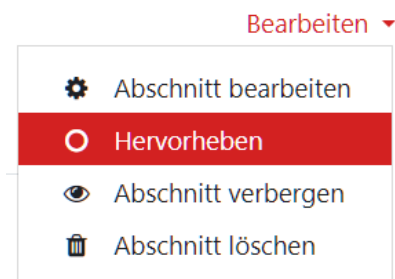 Bearbeiten
Abschnitt bearbeiten
Hervorheben
Abschnitt verbergen
Abschnitt löschen